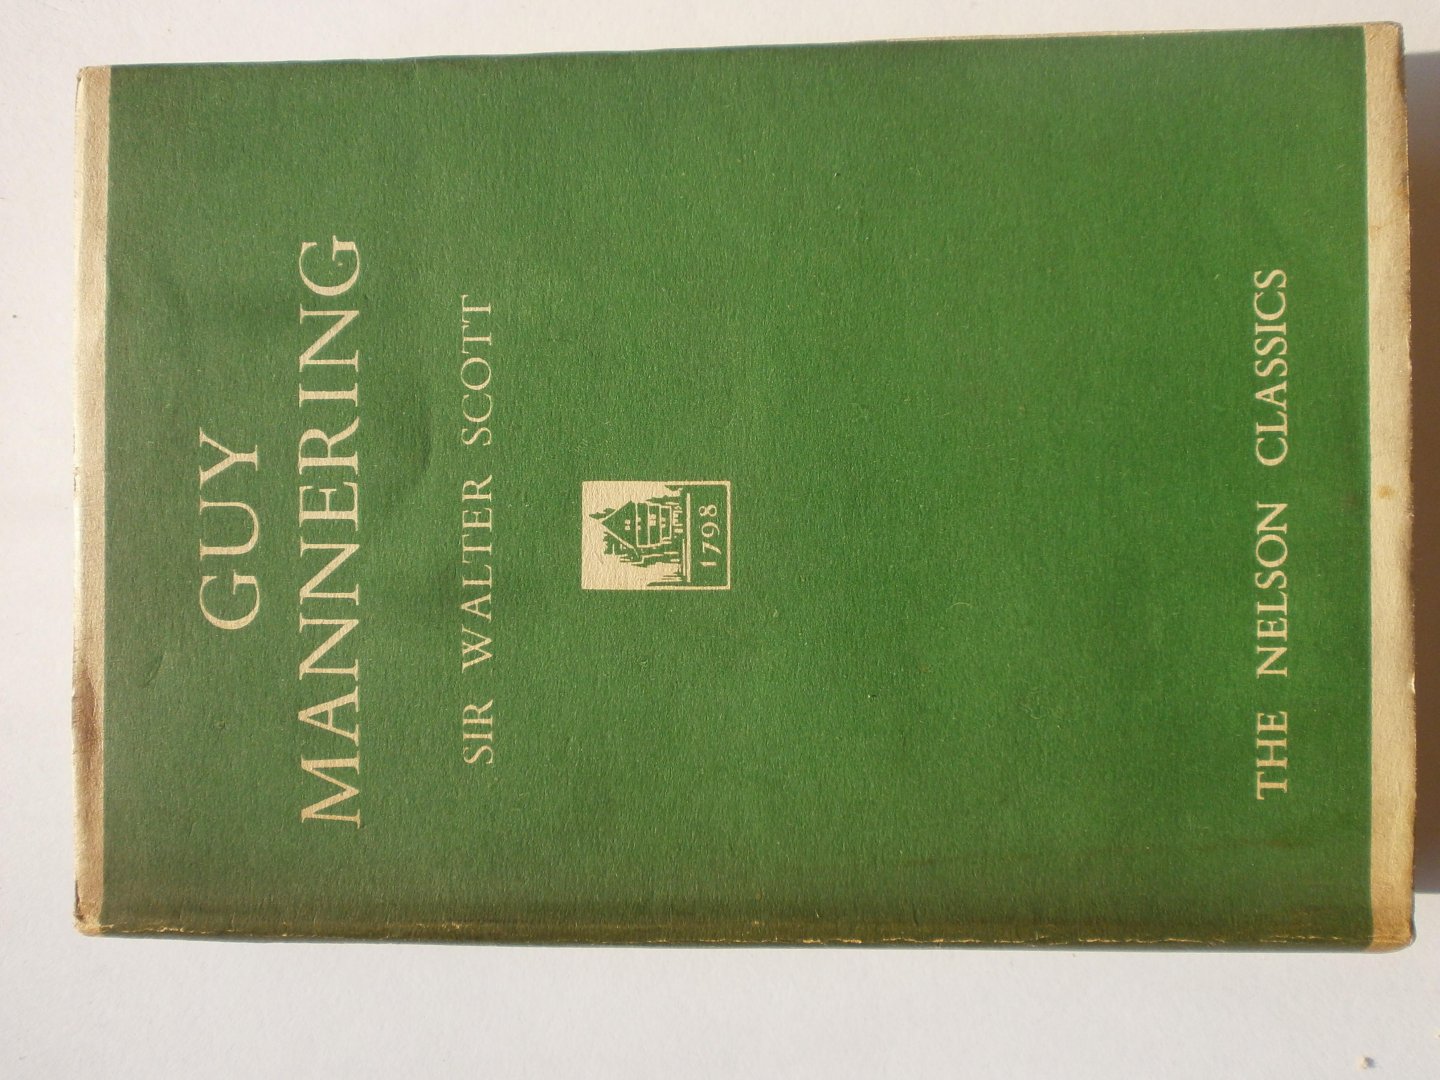 GUY
MANNERING
SIR WALTER SCOTT
1798
THE NELSON CLASSICS